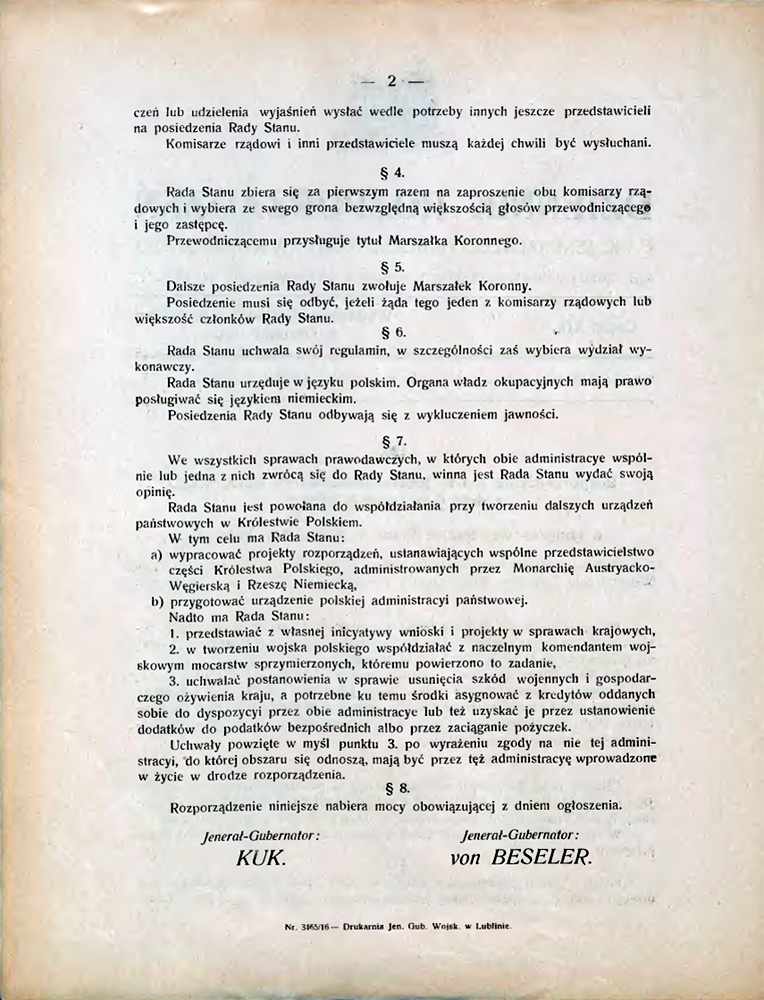 — 2 —
czeń lub udzielenia wyjaśnień wysłać wedle potrzeby innych jeszcze przedstawicieli
na posiedzenia Rady Stanu.
Komisarze rządowi i inni przedstawiciele muszą każdej chwili być wysłuchani.
§ 4.
Rada Stanu zbiera się za pierwszym razem na zaproszenie obu komisarzy rzą-
dowych i wybiera ze swego grona bezwzględną większością głosów przewodniczącego
i jego zastępcę.
Przewodniczącemu przysługuje tytuł Marszałka Koronnego.
§ 5.
Dalsze posiedzenia Rady Stanu zwołuje Marszałek Koronny.
Posiedzenie musi się odbyć, jeżeli żąda tego jeden z komisarzy rządowych lub
większość członków Rady Stanu.
§ 6.
Rada Stanu uchwala swój regulamin, w szczególności zaś wybiera wydział wy-
konawczy.
Rada Stanu urzęduje w języku polskim. Organa władz okupacyjnych mają prawo
posługiwać się językiem niemieckim.
Posiedzenia Rady Stanu odbywają się z wykluczeniem jawności.
§ 7.
We wszystkich sprawach prawodawczych, w których obie administracye wspól-
nie lub jedna z nich zwrócą się do Rady Stanu, winna jest Rada Stanu wydać swoją
opinię.
Rada Stanu jest powołana do współdziałania przy tworzeniu dalszych urządzeń
państwowych w Królestwie Polskiem.
W tym celu ma Rada Stanu:
a) wypracować projekty rozporządzeń, ustanawiających wspólne przedstawicielstwo
części Królestwa Polskiego, administrowanych przez Monarchię Austryacko-
Węgierską i Rzeszę Niemiecką,
b) przygotować urządzenie polskiej administracyi państwowej.
Nadto ma Rada Stanu:
1. przedstawiać z własnej inicyatywy wnioski i projekty w sprawach krajowych,
2. w tworzeniu wojska polskiego współdziałać z naczelnym komendantem woj-
skowym mocarstw sprzymierzonych, któremu powierzono to zadanie,
3. uchwalać postanowienia w sprawie usunięcia szkód wojennych i gospodar-
czego ożywienia kraju, a potrzebne ku temu środki asygnować z kredytów oddanych
sobie do dyspozycyi przez obie administracye lub też uzyskać je przez ustanowienie
dodatków do podatków bezpośrednich albo przez zaciąganie pożyczek.
Uchwały powzięte w myśl punktu 3. po wyrażeniu zgody na nie tej admini-
stracyi, do której obszaru się odnoszą, mają być przez tęż administracyę wprowadzone
w życie w drodze rozporządzenia.
§ 8.
Rozporządzenie niniejsze nabiera mocy obowiązującej z dniem ogłoszenia.
Jenerał-Gubernator: Jenerał-Gubernator:
KUK. von BESELER.
Nr. 3165/16 — Drukarnia Jen. Gub. Wojsk. w Lublinie.